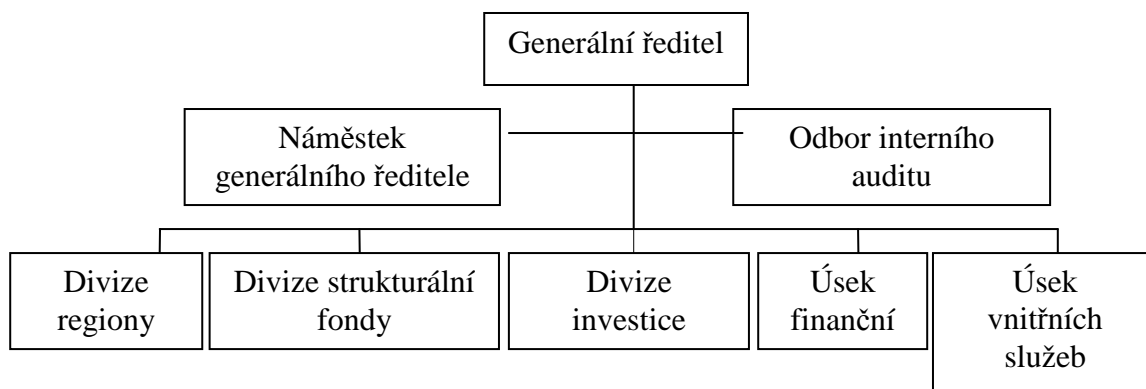 Generální ředitel
Náměstek
generálního ředitele
Odbor interního
auditu
Divize
regiony
Divize strukturální
fondy
Divize
investice
Úsek
finanční
Úsek
vnitřních
služeb